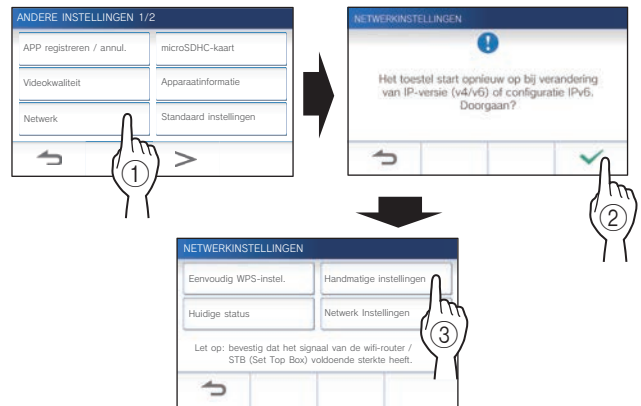 ANDERE INSTELLINGEN 1/2
APP registreren / annul.
microSDHC-kaart
Videokwaliteit
Apparaatinformatie
Netwerk
Standaard instellingen
>
1
NETWERKINSTELLINGEN
Het toestel start opnieuw op bij verandering
van IP-versie (v4/v6) of configuratie IPv6.
Doorgaan?
2
NETWERKINSTELLINGEN
Eenvoudig WPS-instel.
Handmatige instellingen
Huidige status
Netwerk Instellingen
3
Let op: bevestig dat het signaal van de wifi-router /
STB (Set Top Box) voldoende sterkte heeft.